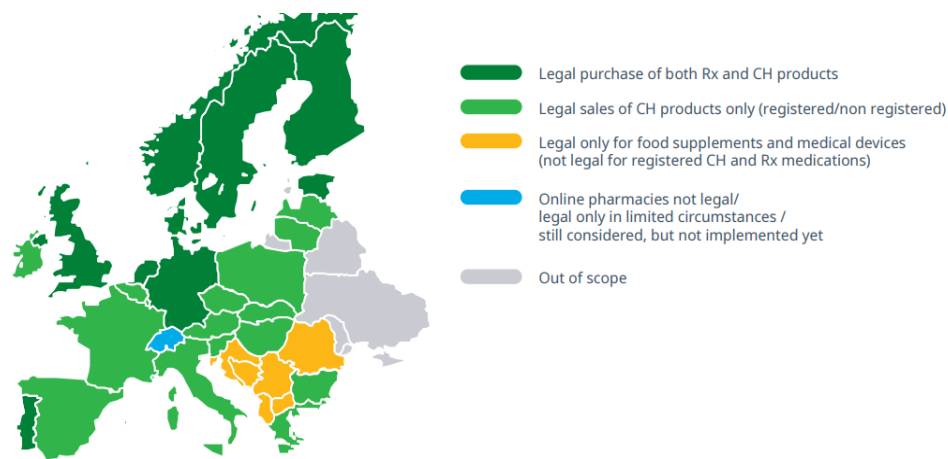 Legal purchase of both Rx and CH products
Legal sales of CH products only (registered/non registered)
Legal only for food supplements and medical devices
(not legal for registered CH and Rx medications)
Online pharmacies not legal/
legal only in limited circumstances /
still considered, but not implemented yet
Out of scope